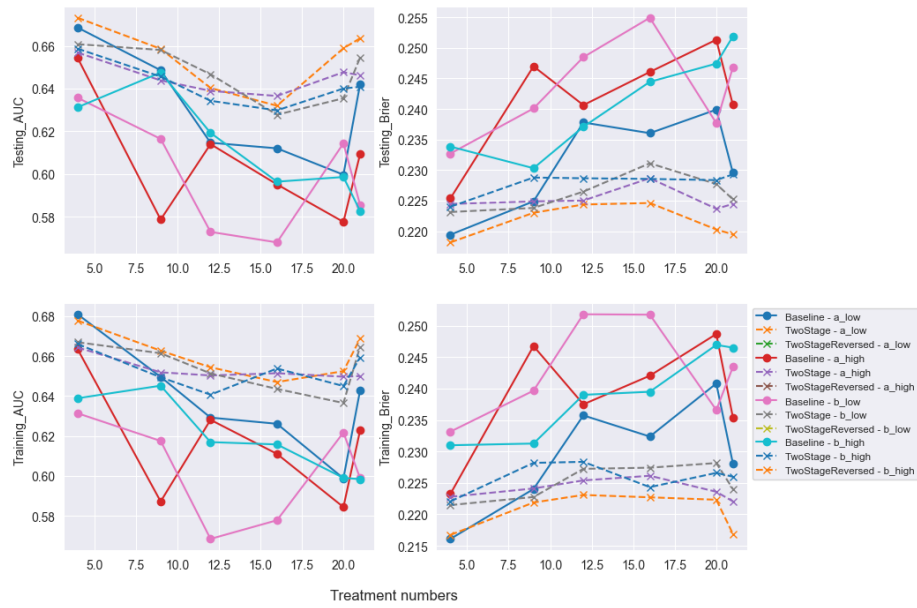 Testing_AUC
0.66
0.64
0.62
0.60
0.58
5.0 7.5 10.0 12.5 15.0 17.5 20.0
Testing_Brier
0.255
0.250
0.245
0.240
0.235
0.230
0.225
0.220
5.0 7.5 10.0 12.5 15.0 17.5 20.0
Training_AUC
0.68
0.66
0.64
0.62
0.60
0.58
5.0 7.5 10.0 12.5 15.0 17.5 20.0
Training_Brier
0.250
0.245
0.240
0.235
0.230
0.225
0.220
0.215
5.0 7.5 10.0 12.5 15.0 17.5 20.0
Baseline - a_low
TwoStage - a_low
TwoStageReversed - a_low
Baseline - a_high
TwoStage - a_high
TwoStageReversed - a_high
Baseline - b_low
TwoStage - b_low
TwoStageReversed - b_low
Baseline - b_high
TwoStage - b_high
TwoStageReversed - b_high
Treatment numbers